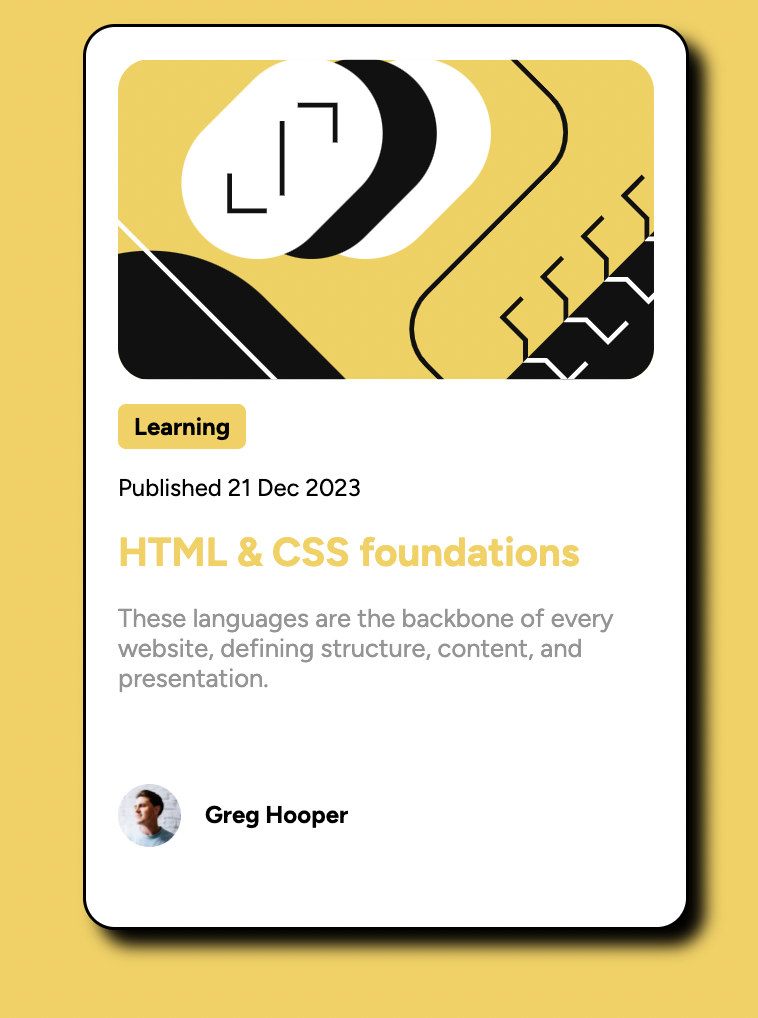 Learning
Published 21 Dec 2023
HTML & CSS foundations
These languages are the backbone of every
website, defining structure, content, and
presentation.
Greg Hooper